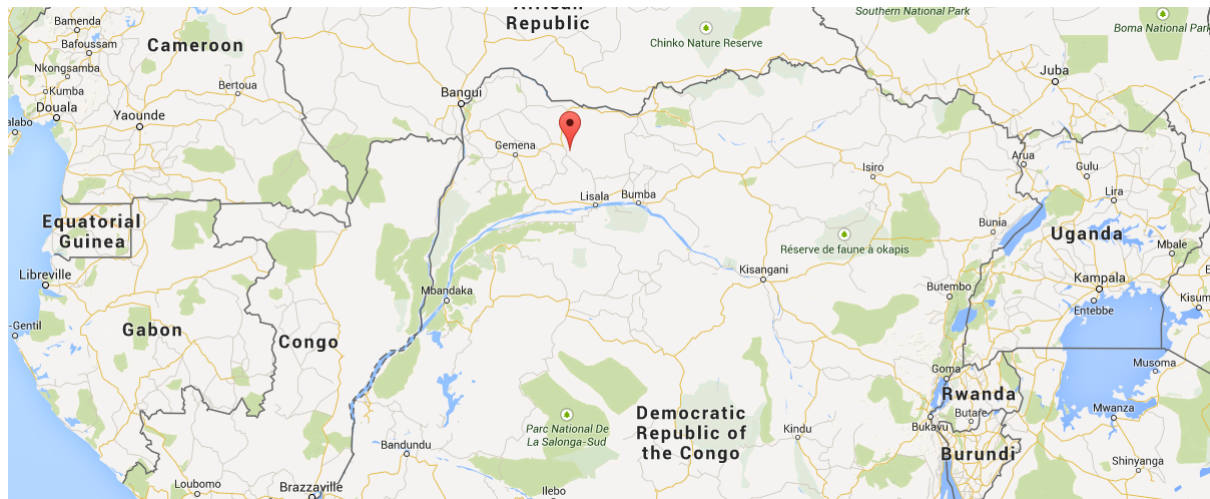 Bamenda
Bafoussam
Nkongsamba
Kumba
Douala
Yaounde
Bertoua
Cameroon
African
Republic
Chinko Nature Reserve
Southern National Park
Boma National Park
Juba
Bangui
Gemena
Lisala
Bumba
Isiro
Arua
Gulu
Lira
Bunia
Uganda
Mbale
Kampala
Entebbe
Kisum
Equatorial
Guinea
Libreville
-Gentil
Gabon
Congo
Mbandaka
Kisangani
Réserve de faune à okapis
Butembo
Goma
Rwanda
Butare
Bukavu
Burundi
Musoma
Mwanza
Shinyanga
Parc National De
La Salonga-Sud
Democratic
Republic of
the Congo
Kindu
Bandundu
Loubomo
Brazzaville
Ilebo